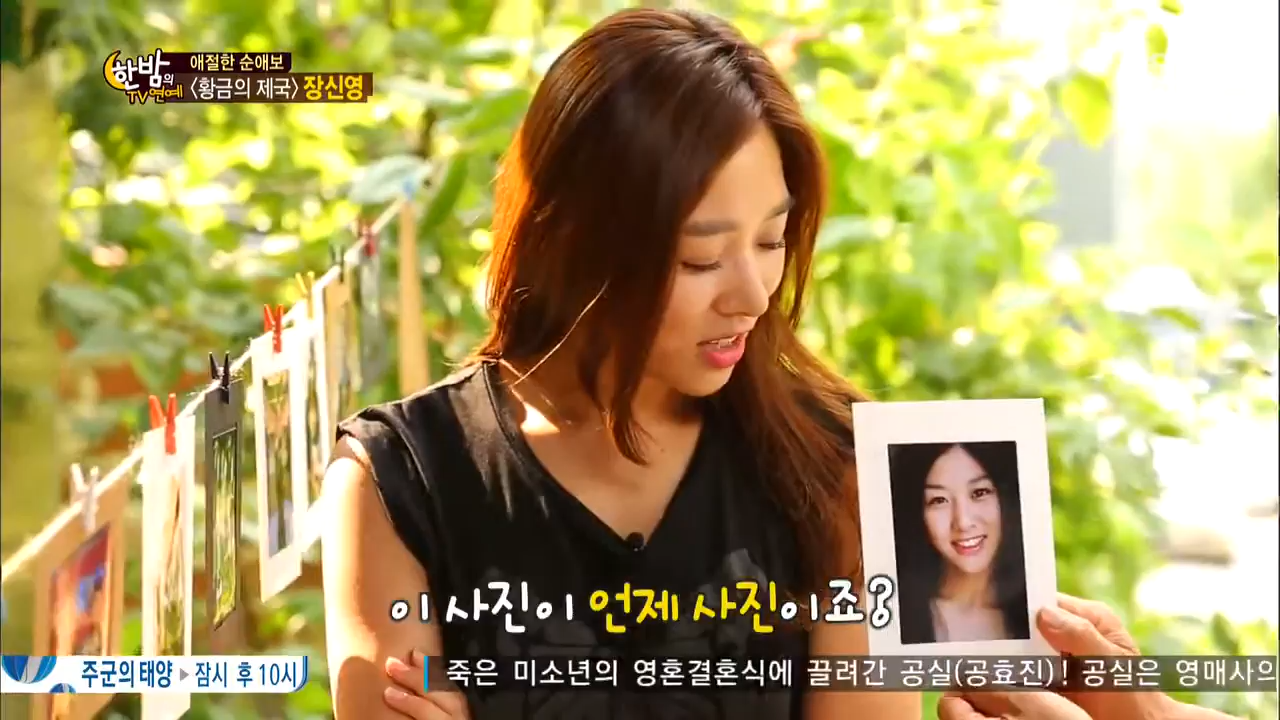 한밤의
TV연예
애절한 순애보
〈황금의 제국〉 장신영
이 사진이 언제 사진이죠?
주군의 태양 ▶ 잠시 후 10시
죽은 미소년의 영혼결혼식에 끌려간 공실(공효진)! 공실은 영매사의